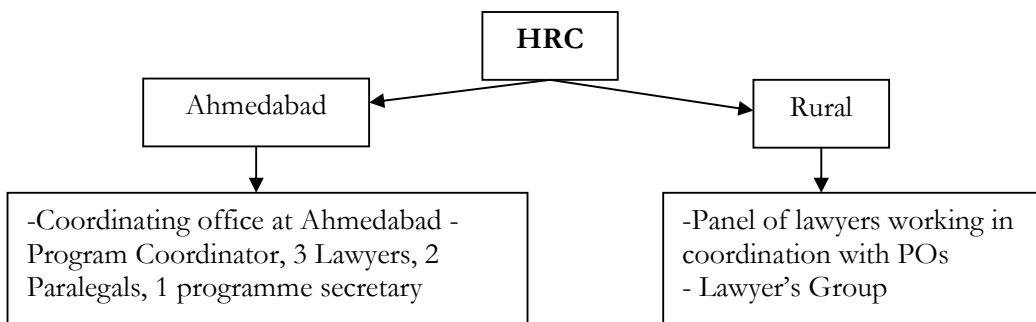 HRC
Ahmedabad
Rural
-Coordinating office at Ahmedabad -
Program Coordinator, 3 Lawyers, 2
Paralegals, 1 programme secretary
-Panel of lawyers working in
coordination with POs
- Lawyer’s Group